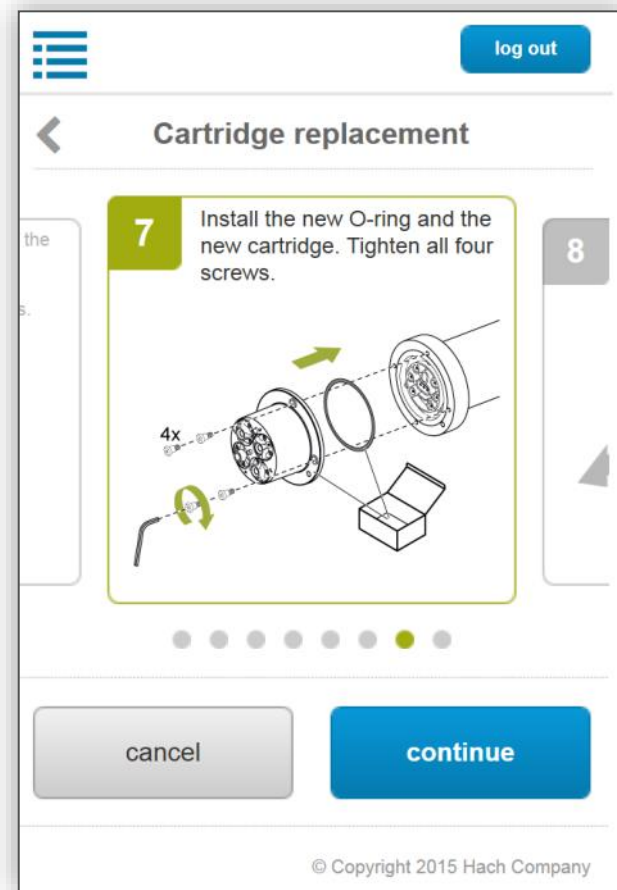 log out
Cartridge replacement
the
s.
7
Install the new O-ring and the
new cartridge. Tighten all four
screws.
4x
8
cancel
continue
© Copyright 2015 Hach Company